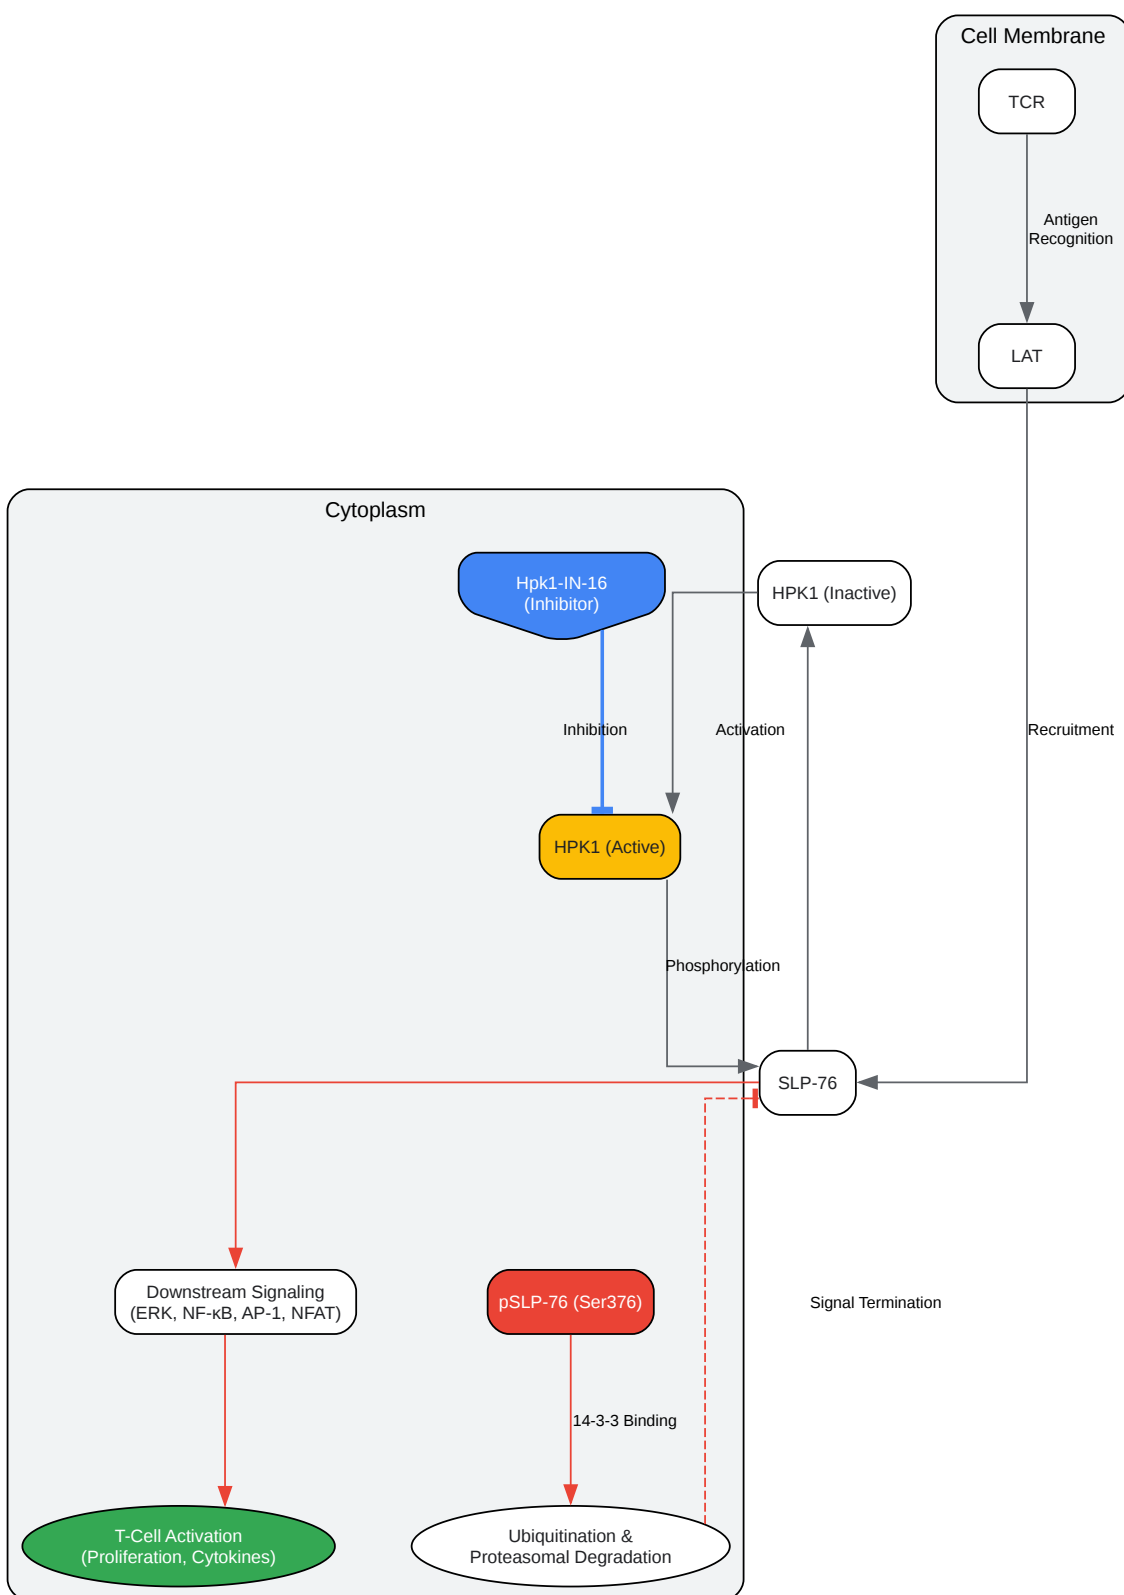 Cell Membrane
TCR
Antigen
Recognition
LAT
Cytoplasm
Hpk1-IN-16
(Inhibitor)
HPK1 (Inactive)
Inhibition
Activation
Recruitment
HPK1 (Active)
Phosphorylation
SLP-76
Downstream Signaling
(ERK, NF-κB, AP-1, NFAT)
pSLP-76 (Ser376)
Signal Termination
14-3-3 Binding
T-Cell Activation
(Proliferation, Cytokines)
Ubiquitination &
Proteasomal Degradation